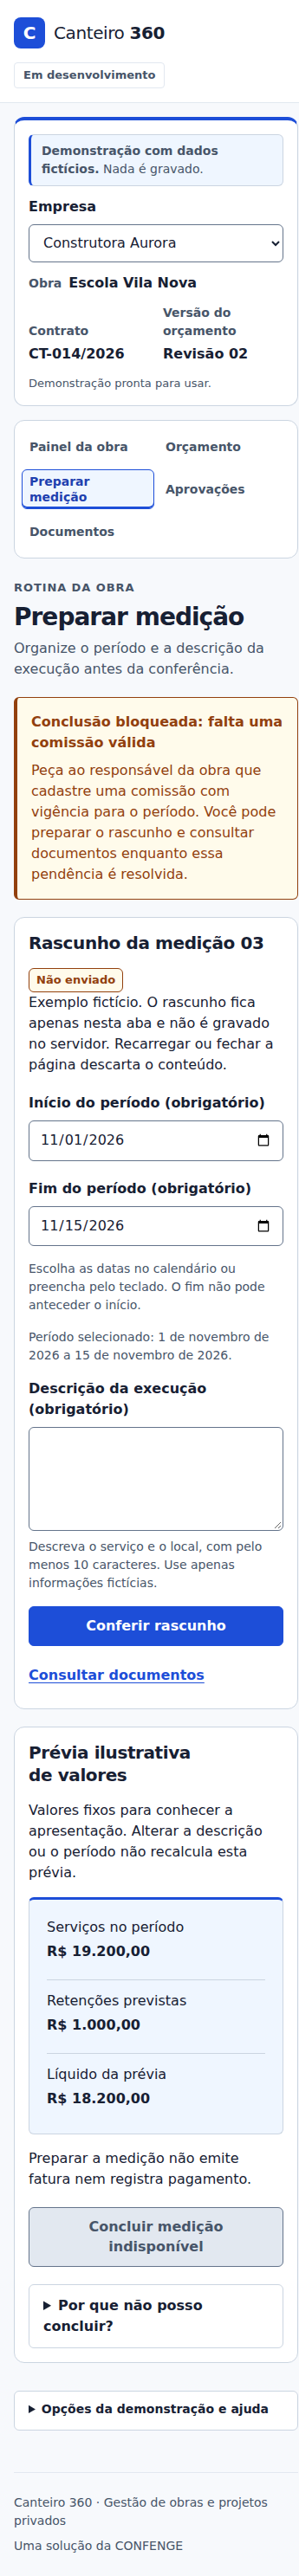 C Canteiro 360
Em desenvolvimento
Demonstração com dados
fictícios. Nada é gravado.
Empresa
Construtora Aurora
Obra Escola Vila Nova
Contrato
CT-014/2026
Versão do
orçamento
Revisão 02
Demonstração pronta para usar.
Painel da obra
Orçamento
Preparar
medição
Aprovações
Documentos
ROTINA DA OBRA
Preparar medição
Organize o período e a descrição da
execução antes da conferência.
Conclusão bloqueada: falta uma
comissão válida
Peça ao responsável da obra que
cadastre uma comissão com
vigência para o período. Você pode
preparar o rascunho e consultar
documentos enquanto essa
pendência é resolvida.
Rascunho da medição 03
Não enviado
Exemplo fictício. O rascunho fica
apenas nesta aba e não é gravado
no servidor. Recarregar ou fechar a
página descarta o conteúdo.
Início do período (obrigatório)
11/01/2026
Fim do período (obrigatório)
11/15/2026
Escolha as datas no calendário ou
preencha pelo teclado. O fim não pode
anteceder o início.
Período selecionado: 1 de novembro de
2026 a 15 de novembro de 2026.
Descrição da execução
(obrigatório)
Descreva o serviço e o local, com pelo
menos 10 caracteres. Use apenas
informações fictícias.
Conferir rascunho
Consultar documentos
Prévia ilustrativa
de valores
Valores fixos para conhecer a
apresentação. Alterar a descrição
ou o período não recalcula esta
prévia.
Serviços no período
R$ 19.200,00
Retenções previstas
R$ 1.000,00
Líquido da prévia
R$ 18.200,00
Preparar a medição não emite
fatura nem registra pagamento.
Concluir medição
indisponível
Por que não posso
concluir?
Opções da demonstração e ajuda
Canteiro 360 · Gestão de obras e projetos
privados
Uma solução da CONFENGE